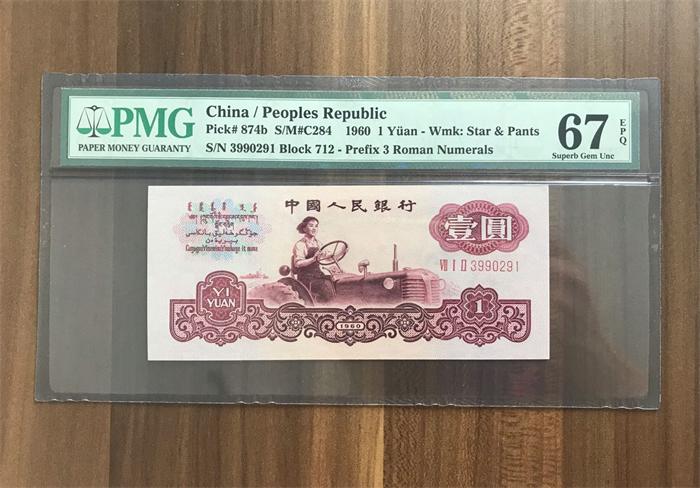 PMG
PAPER MONEY GUARANTY
China / Peoples Republic
Pick# 874b S/M#C284 1960 1 Yüan - Wmk: Star & Pants
S/N 3990291 Block 712 - Prefix 3 Roman Numerals
67
EPQ
Superb Gem Unc
中國人民銀行
壹圓
VII I II 3990291
YI
YUAN
1960
1